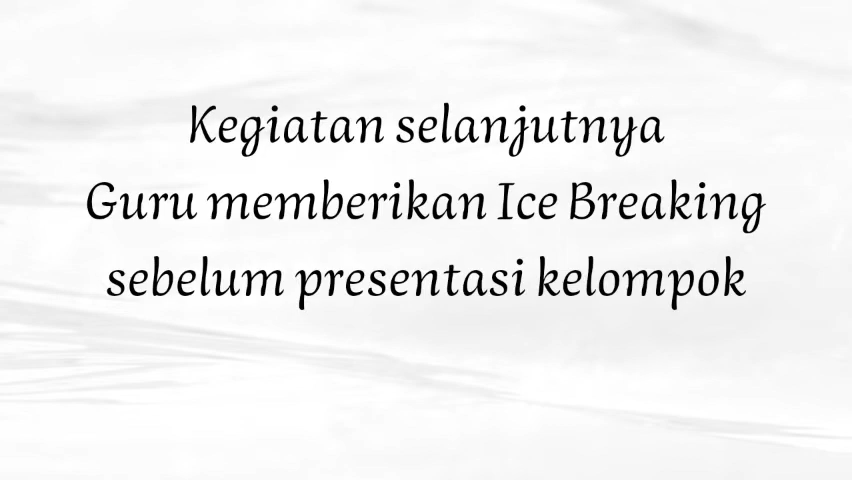 Kegiatan selanjutnya
Guru memberikan Ice Breaking
sebelum presentasi kelompok